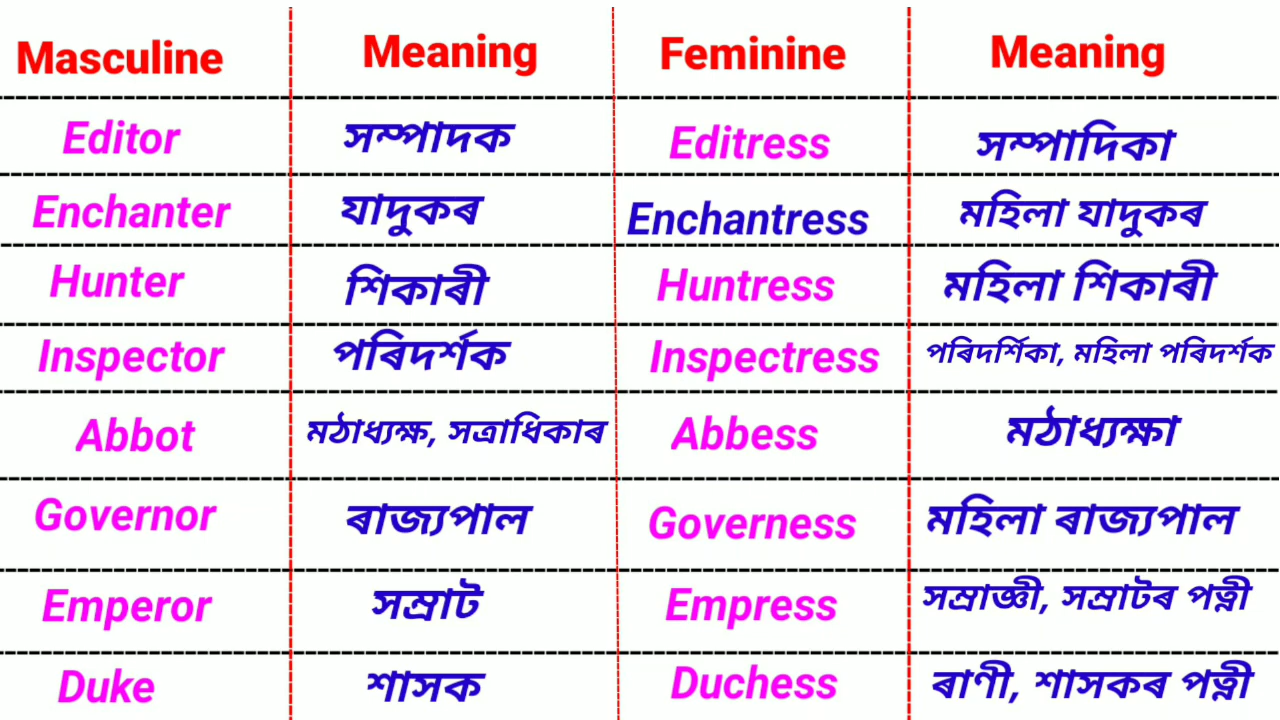 Masculine Meaning Feminine Meaning
Editor সম্পাদক Editress সম্পাদিকা
Enchanter যাদুকৰ Enchantress মহিলা যাদুকৰ
Hunter শিকাৰী Huntress মহিলা শিকাৰী
Inspector পৰিদৰ্শক Inspectress পৰিদৰ্শিকা, মহিলা পৰিদৰ্শক
Abbot মঠাধ্যক্ষ, সত্ৰাধিকাৰ Abbess মঠাধ্যক্ষা
Governor ৰাজ্যপাল Governess মহিলা ৰাজ্যপাল
Emperor সম্ৰাট Empress সম্ৰাজ্ঞী, সম্ৰাটৰ পত্নী
Duke শাসক Duchess ৰাণী, শাসকৰ পত্নী